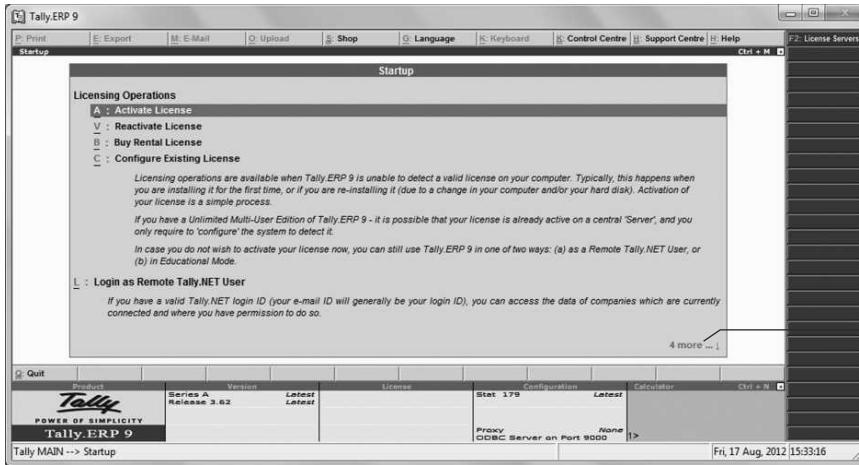 Tally.ERP 9
P: Print E: Export M: E-Mail O: Upload S: Shop G: Language K: Keyboard K: Control Centre H: Support Centre H: Help F2: License Servers
Startup Ctrl + M
Startup
Licensing Operations
A : Activate License
V : Reactivate License
B : Buy Rental License
C : Configure Existing License
Licensing operations are available when Tally.ERP 9 is unable to detect a valid license on your computer. Typically, this happens when
you are installing it for the first time, or if you are re-installing it (due to a change in your computer and/or your hard disk). Activation of
your license is a simple process.
If you have a Unlimited Multi-User Edition of Tally.ERP 9 - it is possible that your license is already active on a central 'Server', and you
only require to 'configure' the system to detect it.
In case you do not wish to activate your license now, you can still use Tally.ERP 9 in one of two ways: (a) as a Remote Tally.NET User, or
(b) in Educational Mode.
L : Login as Remote Tally.NET User
If you have a valid Tally.NET login ID (your e-mail ID will generally be your login ID), you can access the data of companies which are currently
connected and where you have permission to do so.
4 more ... ↓
Q: Quit
Product Version License Configuration Calculator Ctrl + N
Tally
POWER OF SIMPLICITY
Tally.ERP 9
Series A Latest
Release 3.62 Latest
Stat 179 Latest
Proxy None
ODBC Server on Port 9000
1>
Tally MAIN --> Startup Fri, 17 Aug, 2012 15:33:16